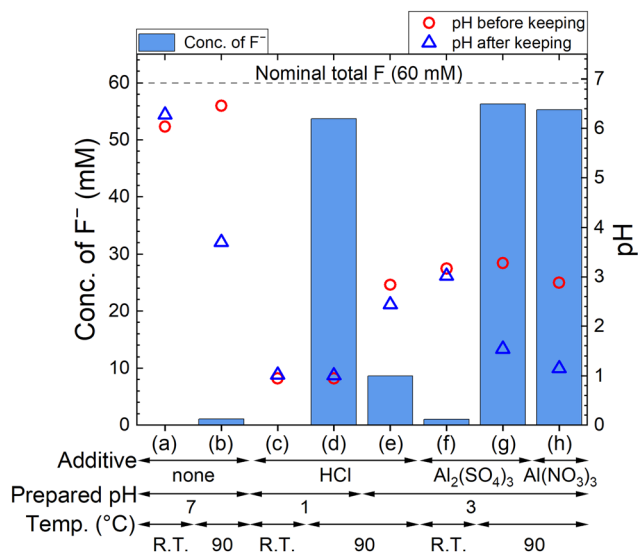 Conc. of F⁻
pH before keeping
pH after keeping
Nominal total F (60 mM)
Conc. of F⁻ (mM)
60
50
40
30
20
10
0
pH
7
6
5
4
3
2
1
0
(a) (b) (c) (d) (e) (f) (g) (h)
Additive
none HCl Al₂(SO₄)₃ Al(NO₃)₃
Prepared pH
7 1 3
Temp. (°C)
R.T. 90 R.T. 90 R.T. 90